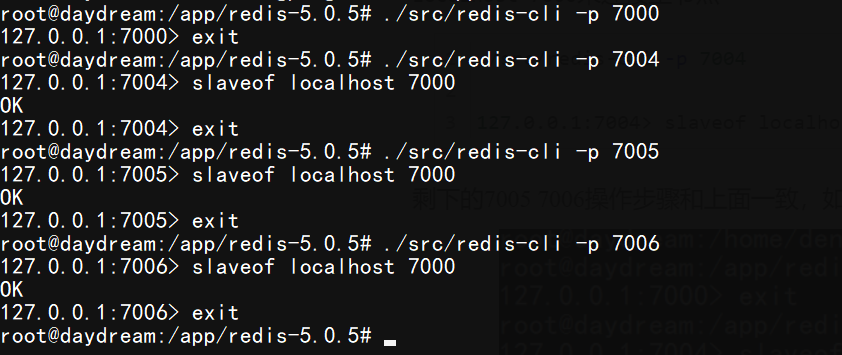 root@daydream:/app/redis-5.0.5# ./src/redis-cli -p 7000
127.0.0.1:7000> exit
root@daydream:/app/redis-5.0.5# ./src/redis-cli -p 7004
127.0.0.1:7004> slaveof localhost 7000
OK
127.0.0.1:7004> exit
root@daydream:/app/redis-5.0.5# ./src/redis-cli -p 7005
127.0.0.1:7005> slaveof localhost 7000
OK
127.0.0.1:7005> exit
root@daydream:/app/redis-5.0.5# ./src/redis-cli -p 7006
127.0.0.1:7006> slaveof localhost 7000
OK
127.0.0.1:7006> exit
root@daydream:/app/redis-5.0.5#